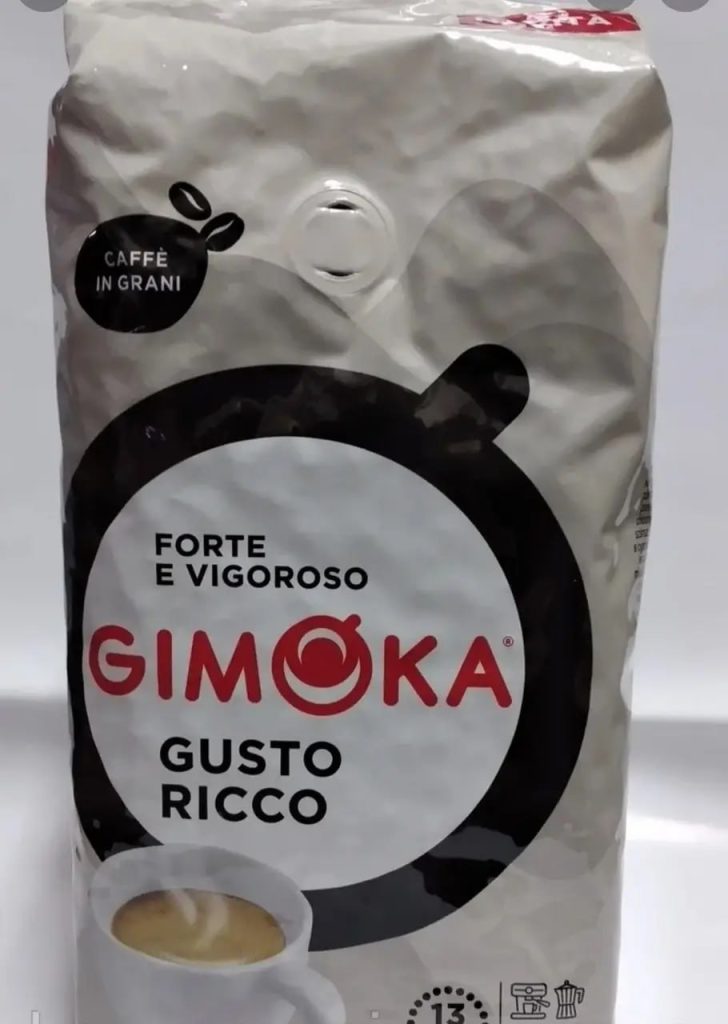 CAFFÈ
IN GRANI
FORTE
E VIGOROSO
GIMOKA®
GUSTO
RICCO
13